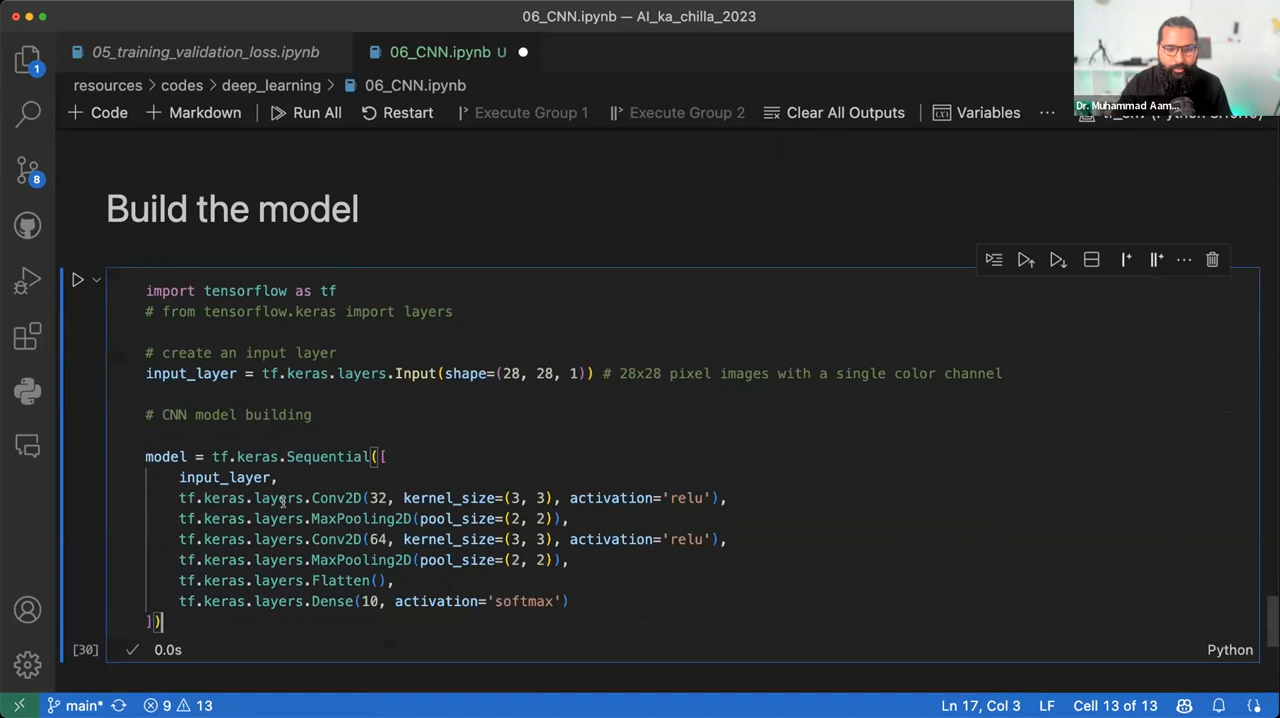 06_CNN.ipynb — AI_ka_chilla_2023
05_training_validation_loss.ipynb
06_CNN.ipynb U
Dr. Muhammad Aam...
resources > codes > deep_learning > 06_CNN.ipynb
+ Code + Markdown Run All Restart Execute Group 1 Execute Group 2 Clear All Outputs Variables ...
1
8
Build the model
import tensorflow as tf
# from tensorflow.keras import layers
# create an input layer
input_layer = tf.keras.layers.Input(shape=(28, 28, 1)) # 28x28 pixel images with a single color channel
# CNN model building
model = tf.keras.Sequential([
input_layer,
tf.keras.layers.Conv2D(32, kernel_size=(3, 3), activation='relu'),
tf.keras.layers.MaxPooling2D(pool_size=(2, 2)),
tf.keras.layers.Conv2D(64, kernel_size=(3, 3), activation='relu'),
tf.keras.layers.MaxPooling2D(pool_size=(2, 2)),
tf.keras.layers.Flatten(),
tf.keras.layers.Dense(10, activation='softmax')
])
[30] 0.0s Python
main* 9 13 Ln 17, Col 3 LF Cell 13 of 13